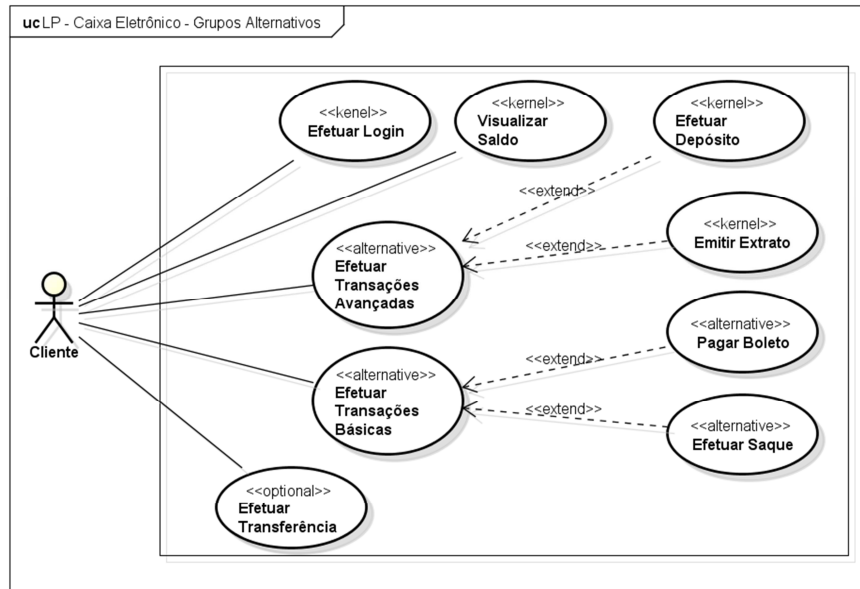 uc LP - Caixa Eletrônico - Grupos Alternativos
<<kenel>>
Efetuar Login
<<kernel>>
Visualizar
Saldo
<<kernel>>
Efetuar
Depósito
<<extend>>
<<kernel>>
Emitir Extrato
<<extend>>
<<alternative>>
Efetuar
Transações
Avançadas
Cliente
<<alternative>>
Pagar Boleto
<<extend>>
<<alternative>>
Efetuar
Transações
Básicas
<<extend>>
<<alternative>>
Efetuar Saque
<<optional>>
Efetuar
Transferência